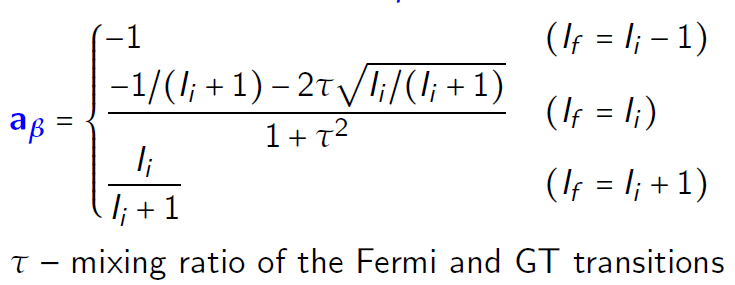 −1 (I_f = I_i − 1)
a_β = { (−1/(I_i + 1) − 2τ√(I_i/(I_i + 1))) / (1 + τ²) (I_f = I_i)
I_i / (I_i + 1) (I_f = I_i + 1)
τ – mixing ratio of the Fermi and GT transitions